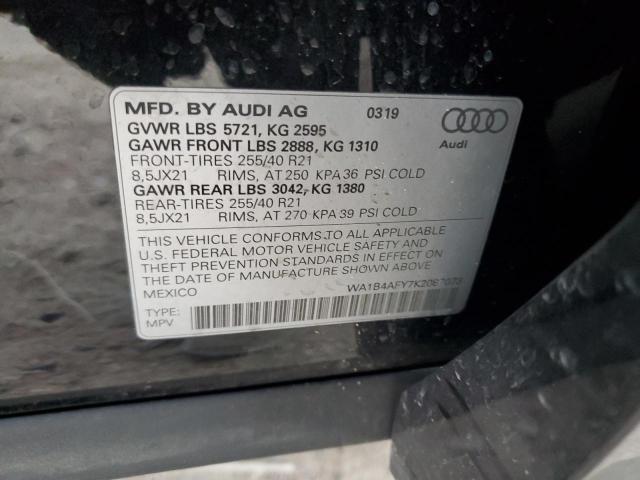 MFD. BY AUDI AG 0319
GVWR LBS 5721, KG 2595
GAWR FRONT LBS 2888, KG 1310
FRONT-TIRES 255/40 R21
8,5JX21 RIMS, AT 250 KPA 36 PSI COLD
GAWR REAR LBS 3042, KG 1380
REAR-TIRES 255/40 R21
8,5JX21 RIMS, AT 270 KPA 39 PSI COLD
Audi
THIS VEHICLE CONFORMS TO ALL APPLICABLE
U.S. FEDERAL MOTOR VEHICLE SAFETY AND
THEFT PREVENTION STANDARDS IN EFFECT ON
THE DATE OF MANUFACTURE SHOWN ABOVE.
MEXICO
TYPE:
MPV